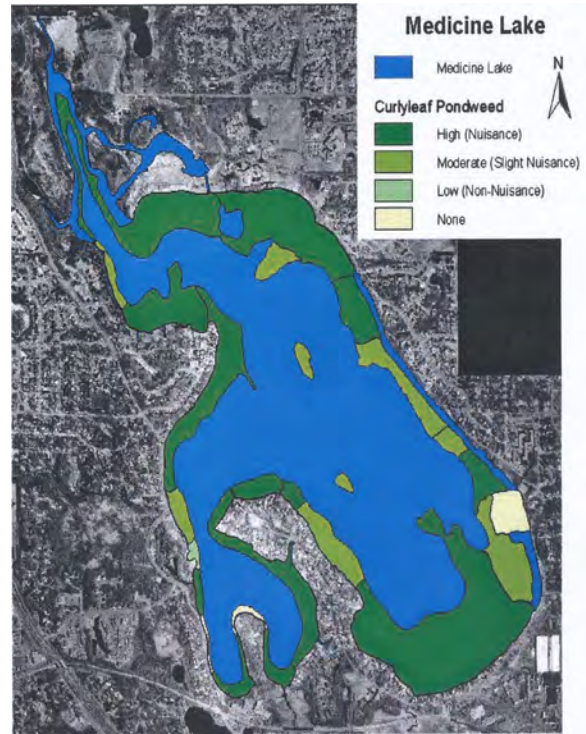 Medicine Lake
N
Medicine Lake
Curlyleaf Pondweed
High (Nuisance)
Moderate (Slight Nuisance)
Low (Non-Nuisance)
None